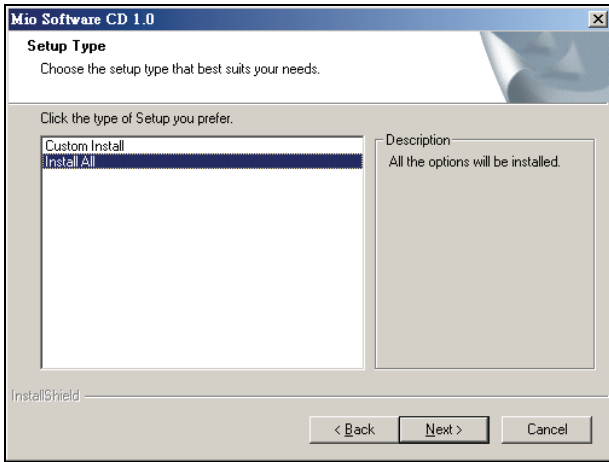 Mio Software CD 1.0
Setup Type
Choose the setup type that best suits your needs.
Click the type of Setup you prefer.
Custom Install
Install All
Description
All the options will be installed.
InstallShield
< Back
Next >
Cancel